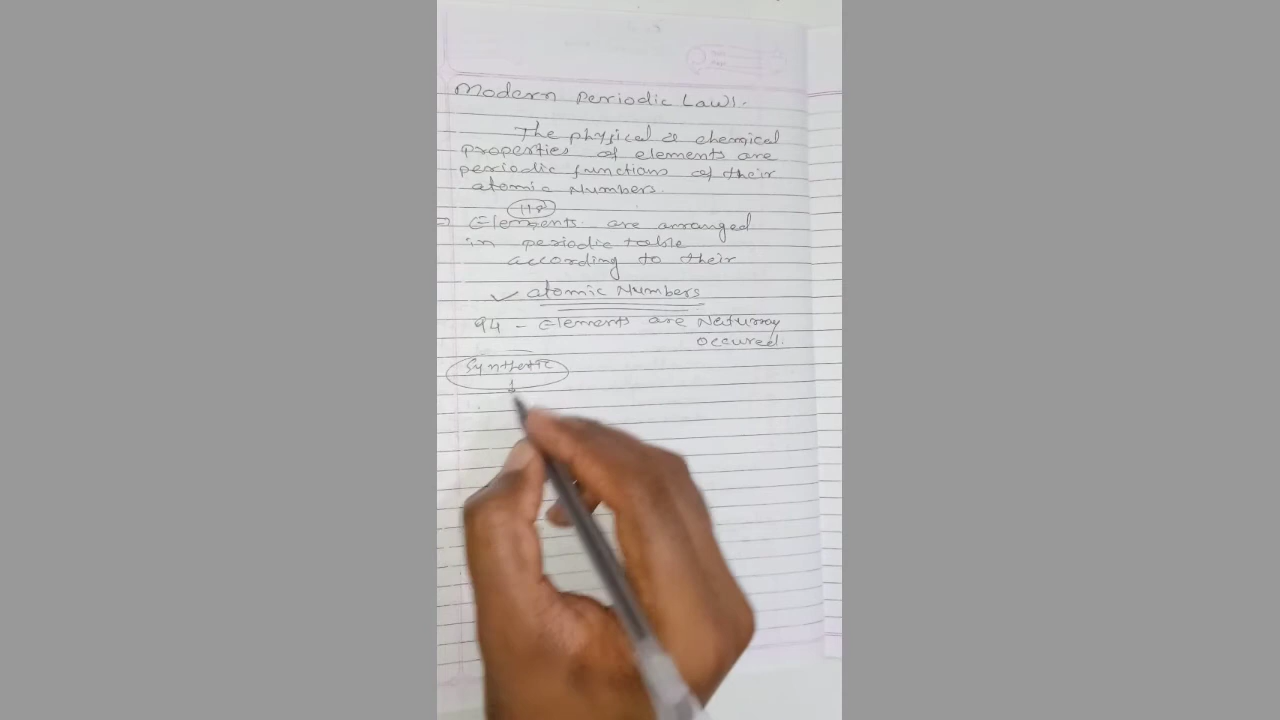 Modern Periodic Law:-
The physical & chemical
properties of elements are
periodic functions of their
atomic Numbers.
118
⇒ Elements are arranged
in periodic table
according to their
✓ atomic Numbers
94 - Elements are Naturay
occured.
Synthetic
↓